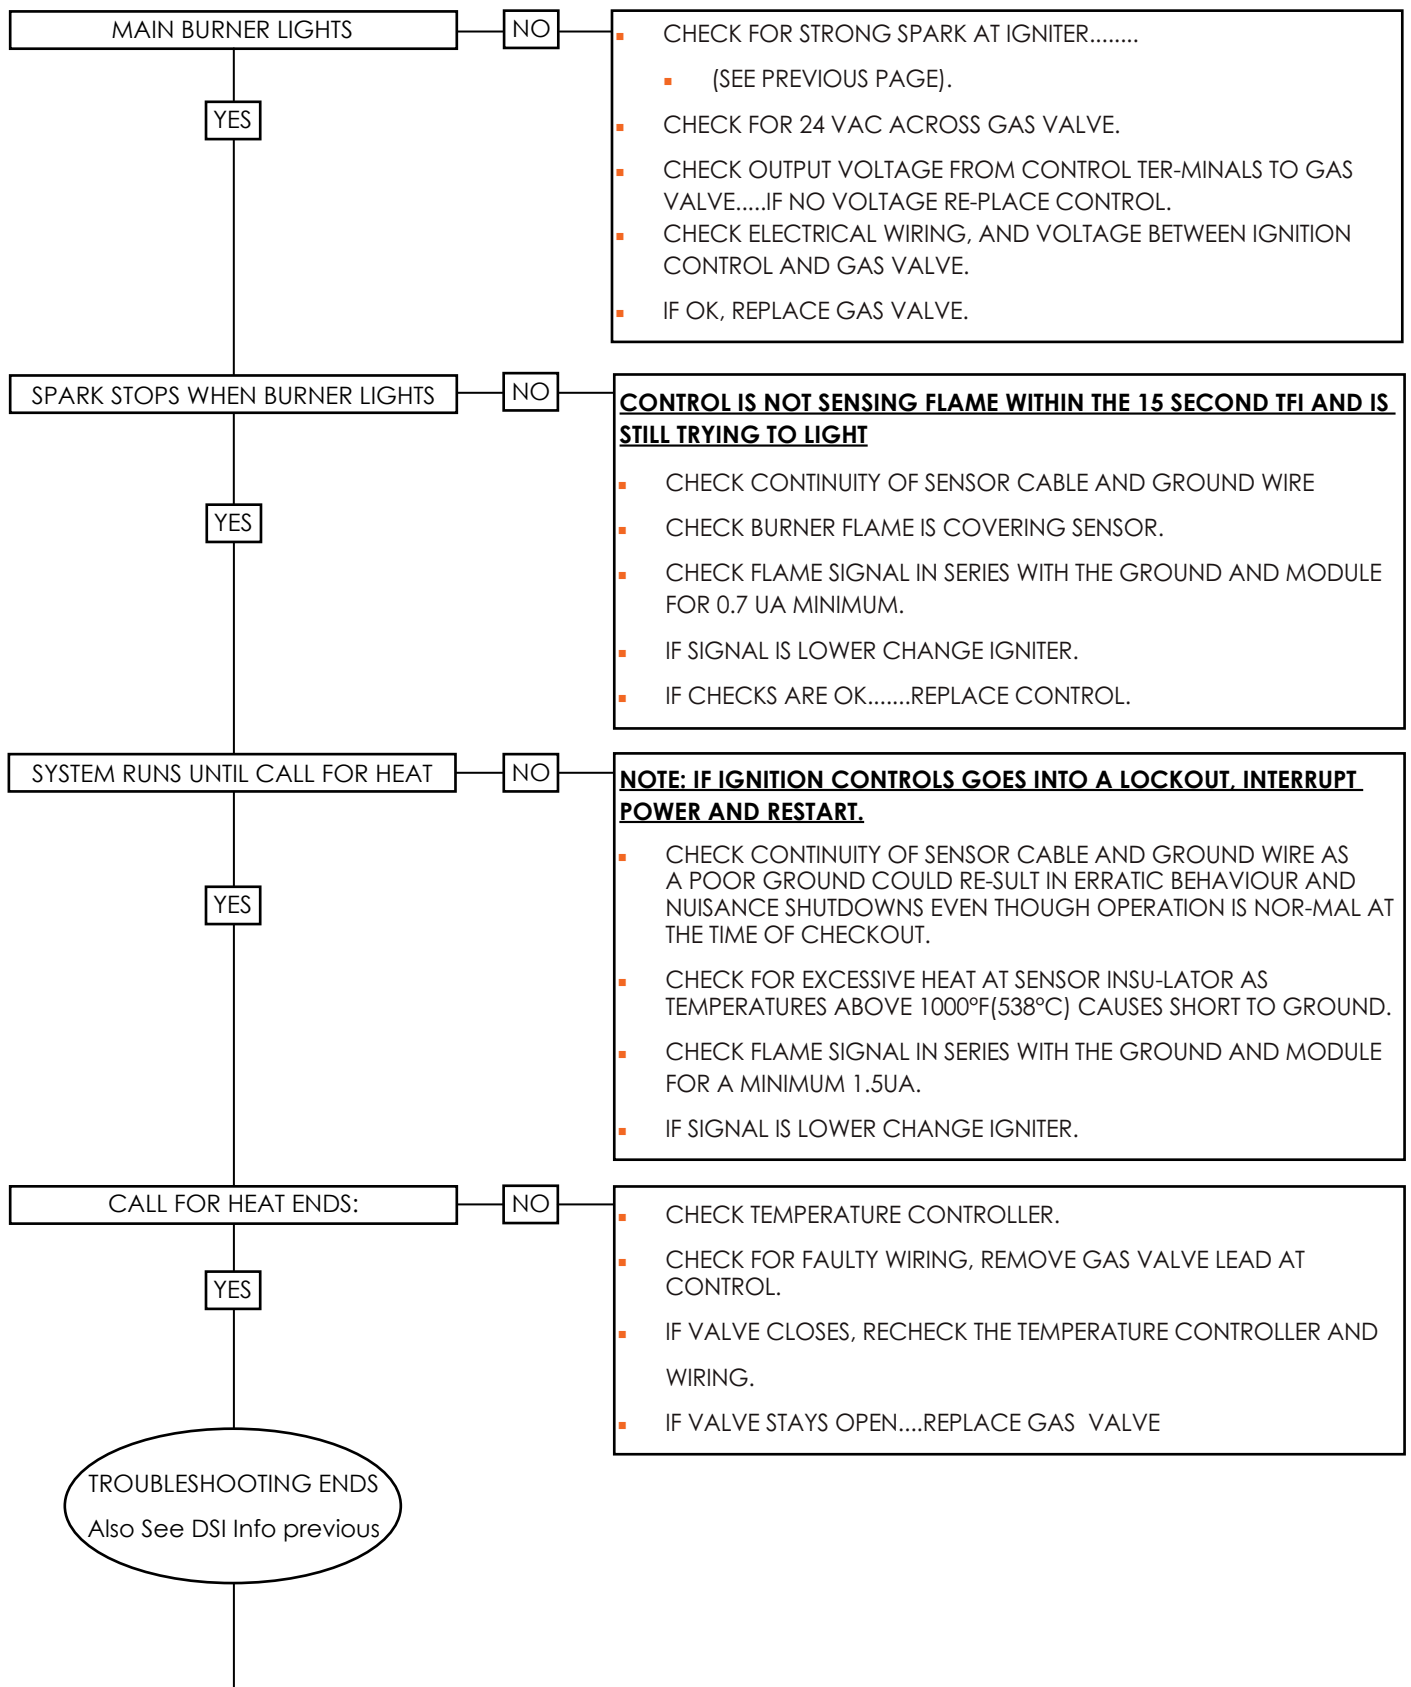 MAIN BURNER LIGHTS
NO
CHECK FOR STRONG SPARK AT IGNITER........
(SEE PREVIOUS PAGE).
CHECK FOR 24 VAC ACROSS GAS VALVE.
CHECK OUTPUT VOLTAGE FROM CONTROL TER-MINALS TO GAS
VALVE.....IF NO VOLTAGE RE-PLACE CONTROL.
CHECK ELECTRICAL WIRING, AND VOLTAGE BETWEEN IGNITION
CONTROL AND GAS VALVE.
IF OK, REPLACE GAS VALVE.
YES
SPARK STOPS WHEN BURNER LIGHTS
NO
CONTROL IS NOT SENSING FLAME WITHIN THE 15 SECOND TFI AND IS
STILL TRYING TO LIGHT
CHECK CONTINUITY OF SENSOR CABLE AND GROUND WIRE
CHECK BURNER FLAME IS COVERING SENSOR.
CHECK FLAME SIGNAL IN SERIES WITH THE GROUND AND MODULE
FOR 0.7 UA MINIMUM.
IF SIGNAL IS LOWER CHANGE IGNITER.
IF CHECKS ARE OK.......REPLACE CONTROL.
YES
SYSTEM RUNS UNTIL CALL FOR HEAT
NO
NOTE: IF IGNITION CONTROLS GOES INTO A LOCKOUT, INTERRUPT
POWER AND RESTART.
CHECK CONTINUITY OF SENSOR CABLE AND GROUND WIRE AS
A POOR GROUND COULD RE-SULT IN ERRATIC BEHAVIOUR AND
NUISANCE SHUTDOWNS EVEN THOUGH OPERATION IS NOR-MAL AT
THE TIME OF CHECKOUT.
CHECK FOR EXCESSIVE HEAT AT SENSOR INSU-LATOR AS
TEMPERATURES ABOVE 1000°F(538°C) CAUSES SHORT TO GROUND.
CHECK FLAME SIGNAL IN SERIES WITH THE GROUND AND MODULE
FOR A MINIMUM 1.5UA.
IF SIGNAL IS LOWER CHANGE IGNITER.
YES
CALL FOR HEAT ENDS:
NO
CHECK TEMPERATURE CONTROLLER.
CHECK FOR FAULTY WIRING, REMOVE GAS VALVE LEAD AT
CONTROL.
IF VALVE CLOSES, RECHECK THE TEMPERATURE CONTROLLER AND
WIRING.
IF VALVE STAYS OPEN....REPLACE GAS VALVE
YES
TROUBLESHOOTING ENDS
Also See DSI Info previous